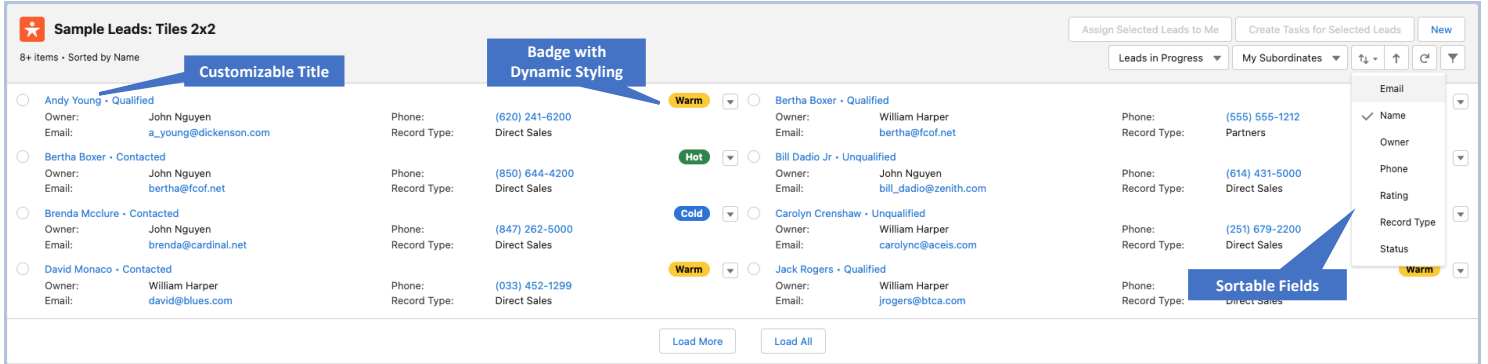 Sample Leads: Tiles 2x2
Assign Selected Leads to Me
Create Tasks for Selected Leads
New
8+ items • Sorted by Name
Leads in Progress
My Subordinates
Customizable Title
Badge with
Dynamic Styling
Email
Name
Owner
Phone
Rating
Record Type
Status
Sortable Fields
Andy Young • Qualified
Warm
Owner: John Nguyen Phone: (620) 241-6200
Email: a_young@dickenson.com Record Type: Direct Sales
Bertha Boxer • Qualified
Owner: William Harper Phone: (555) 555-1212
Email: bertha@fcof.net Record Type: Partners
Bertha Boxer • Contacted
Hot
Owner: John Nguyen Phone: (850) 644-4200
Email: bertha@fcof.net Record Type: Direct Sales
Bill Dadio Jr • Unqualified
Owner: John Nguyen Phone: (614) 431-5000
Email: bill_dadio@zenith.com Record Type: Direct Sales
Brenda Mcclure • Contacted
Cold
Owner: John Nguyen Phone: (847) 262-5000
Email: brenda@cardinal.net Record Type: Direct Sales
Carolyn Crenshaw • Unqualified
Owner: William Harper Phone: (251) 679-2200
Email: carolync@aceis.com Record Type: Direct Sales
David Monaco • Contacted
Warm
Owner: William Harper Phone: (033) 452-1299
Email: david@blues.com Record Type: Direct Sales
Jack Rogers • Qualified
Warm
Owner: William Harper Phone:
Email: jrogers@btca.com Record Type: Direct Sales
Load More
Load All